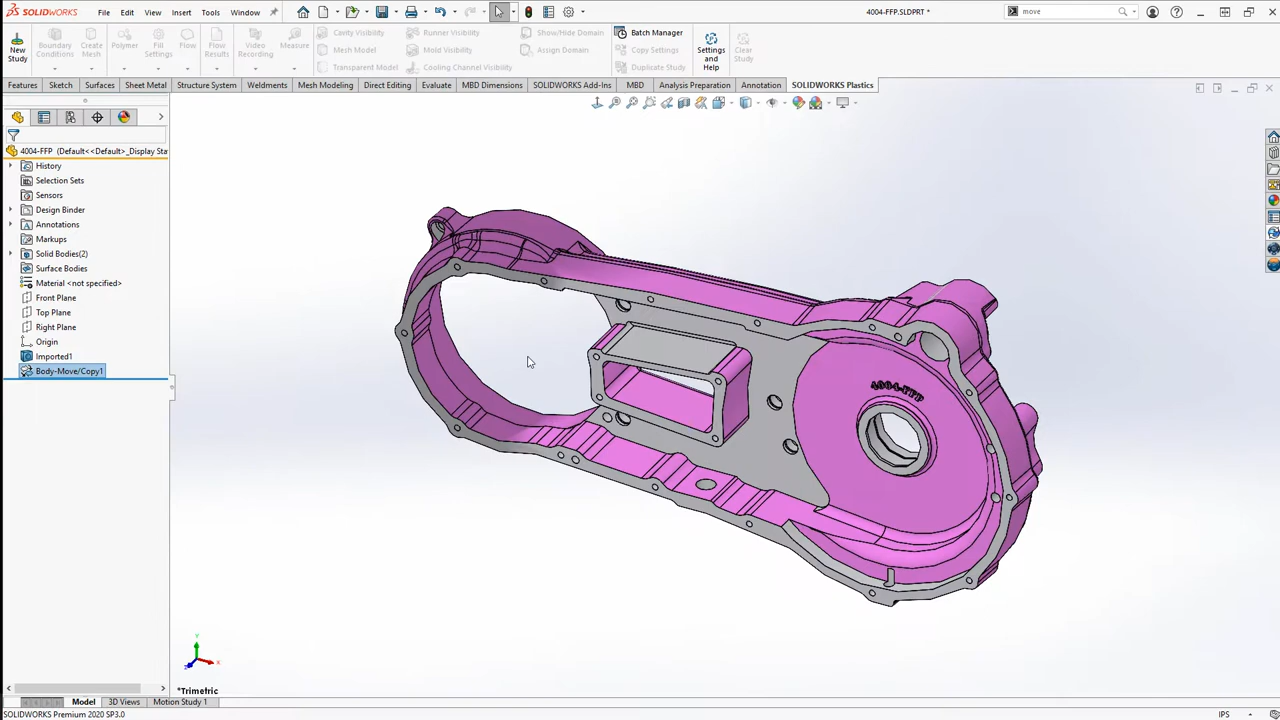 SOLIDWORKS File Edit View Insert Tools Window 4004-FFP.SLDPRT * move
New Study
Boundary Conditions
Create Mesh
Polymer
Fill Settings
Flow
Flow Results
Video Recording
Measure
Cavity Visibility
Mesh Model
Transparent Model
Runner Visibility
Mold Visibility
Cooling Channel Visibility
Show/Hide Domain
Assign Domain
Batch Manager
Copy Settings
Duplicate Study
Settings and Help
Clear Study
Features Sketch Surfaces Sheet Metal Structure System Weldments Mesh Modeling Direct Editing Evaluate MBD Dimensions SOLIDWORKS Add-Ins MBD Analysis Preparation Annotation SOLIDWORKS Plastics
4004-FFP (Default<<Default>_Display Sta
History
Selection Sets
Sensors
Design Binder
Annotations
Markups
Solid Bodies(2)
Surface Bodies
Material <not specified>
Front Plane
Top Plane
Right Plane
Origin
Imported1
Body-Move/Copy1
4004-FFP
Y
X
Z
*Trimetric
Model 3D Views Motion Study 1
SOLIDWORKS Premium 2020 SP3.0 IPS